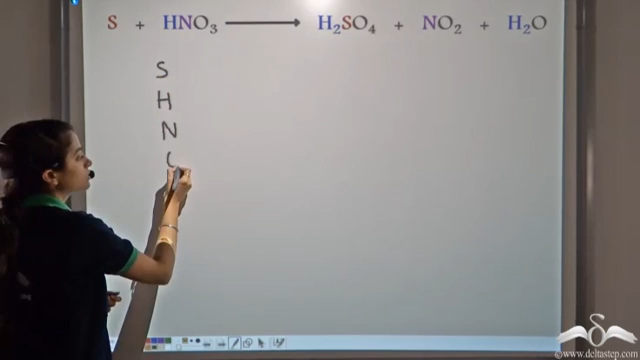 S + HNO₃ ⟶ H₂SO₄ + NO₂ + H₂O
S
H
N
www.deltastep.com